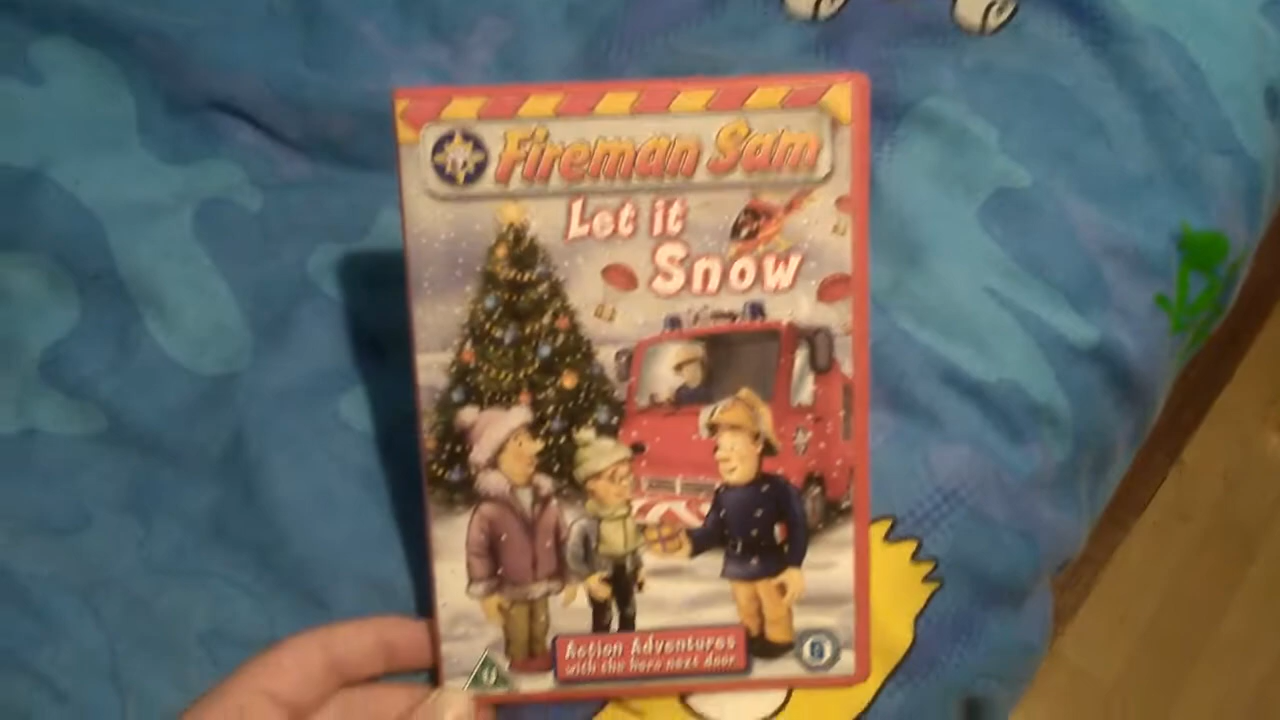 Fireman Sam
Let it
Snow
Action Adventures
with the hero next door
U